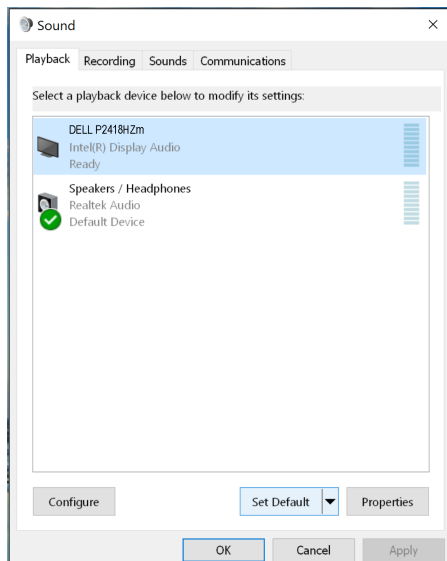 Sound
Playback Recording Sounds Communications
Select a playback device below to modify its settings:
DELL P2418HZm
Intel(R) Display Audio
Ready
Speakers / Headphones
Realtek Audio
Default Device
Configure Set Default Properties
OK Cancel Apply